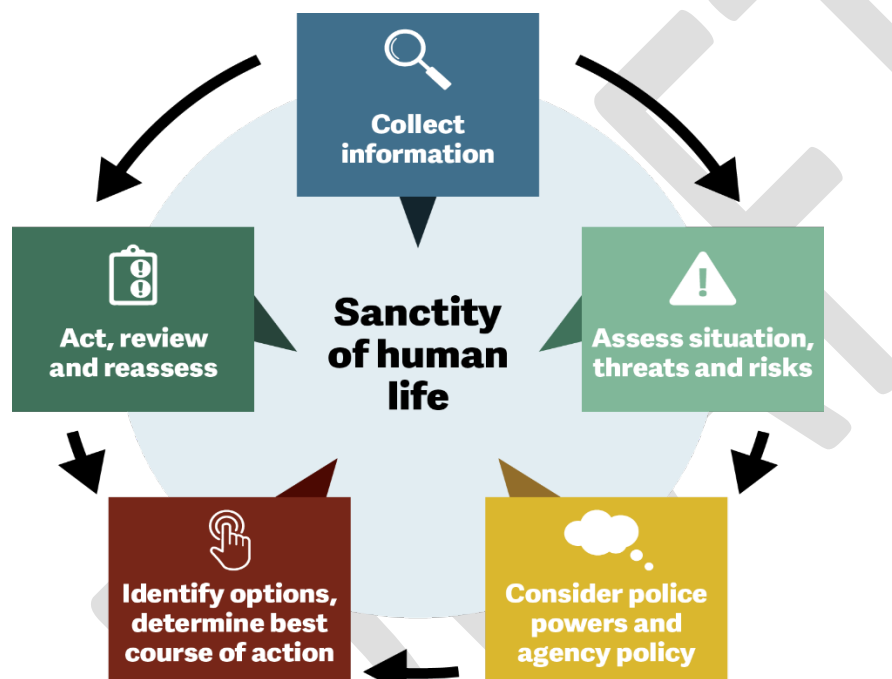 Collect
information
Assess situation,
threats and risks
Consider police
powers and
agency policy
Identify options,
determine best
course of action
Act, review
and reassess
Sanctity
of human
life